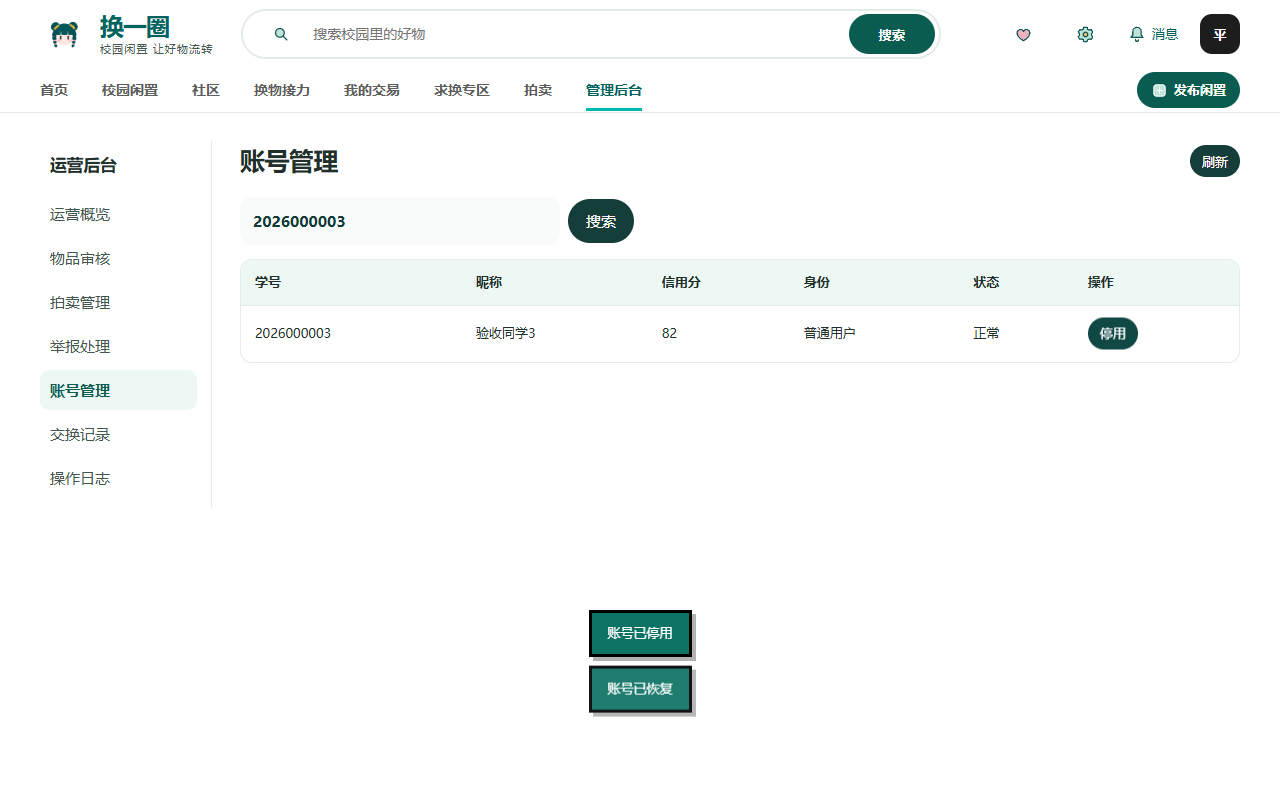 换一圈
校园闲置 让好物流转
搜索校园里的好物
搜索
消息
平
首页 校园闲置 社区 换物接力 我的交易 求换专区 拍卖 管理后台
发布闲置
运营后台
运营概览
物品审核
拍卖管理
举报处理
账号管理
交换记录
操作日志
账号管理
刷新
2026000003
搜索
学号 昵称 信用分 身份 状态 操作
2026000003 验收同学3 82 普通用户 正常 停用
账号已停用
账号已恢复